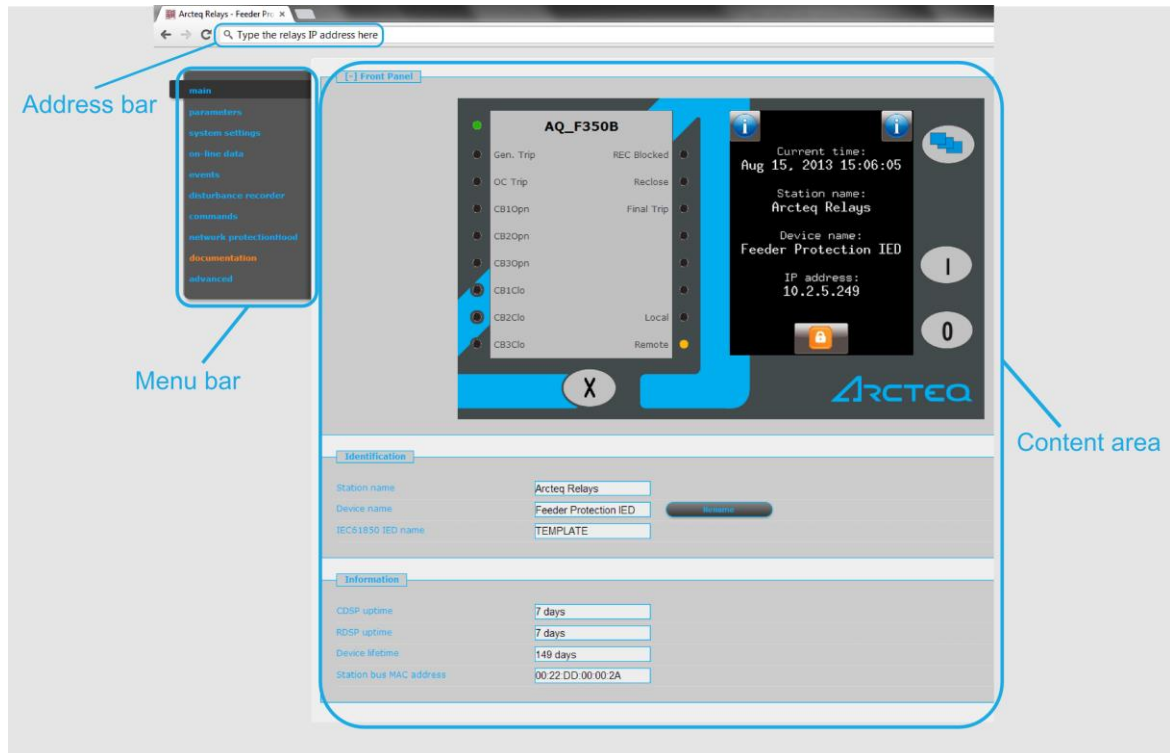 Arcteq Relays - Feeder Pro
Type the relays IP address here
Address bar
main
parameters
system settings
on-line data
events
disturbance recorder
commands
network protectionHood
documentation
advanced
Menu bar
[-] Front Panel
AQ_F350B
Gen. Trip REC Blocked
OC Trip Reclose
CB1Opn Final Trip
CB2Opn
CB3Opn
CB1Clo
CB2Clo Local
CB3Clo Remote
X
Current time:
Aug 15, 2013 15:06:05
Station name:
Arcteq Relays
Device name:
Feeder Protection IED
IP address:
10.2.5.249
I
0
ARCTEQ
Content area
Identification
Station name Arcteq Relays
Device name Feeder Protection IED Rename
IEC61850 IED name TEMPLATE
Information
CDSP uptime 7 days
RDSP uptime 7 days
Device lifetime 149 days
Station bus MAC address 00:22:DD:00:00:2A